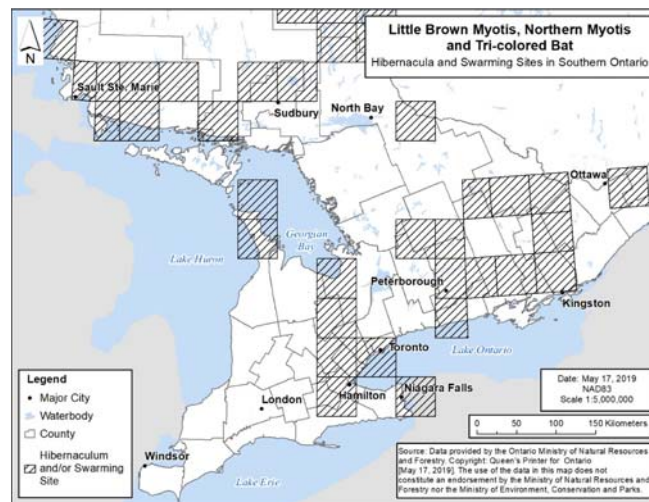 Little Brown Myotis, Northern Myotis
and Tri-colored Bat
Hibernacula and Swarming Sites in Southern Ontario
N
Sault Ste. Marie
Sudbury
North Bay
Ottawa
Georgian
Bay
Lake Huron
Peterborough
Kingston
Toronto
Lake Ontario
Hamilton
Niagara Falls
London
Windsor
Lake Erie
Legend
Major City
Waterbody
County
Hibernaculum
and/or Swarming
Site
Date: May 17, 2019
NAD83
Scale 1:5,000,000
0 50 100 150 Kilometers
Source: Data provided by the Ontario Ministry of Natural Resources
and Forestry. Copyright: Queen's Printer for Ontario
[May 17, 2019]. The use of the data in this map does not
constitute an endorsement by the Ministry of Natural Resources and
Forestry nor the Ministry of Environment, Conservation and Parks.